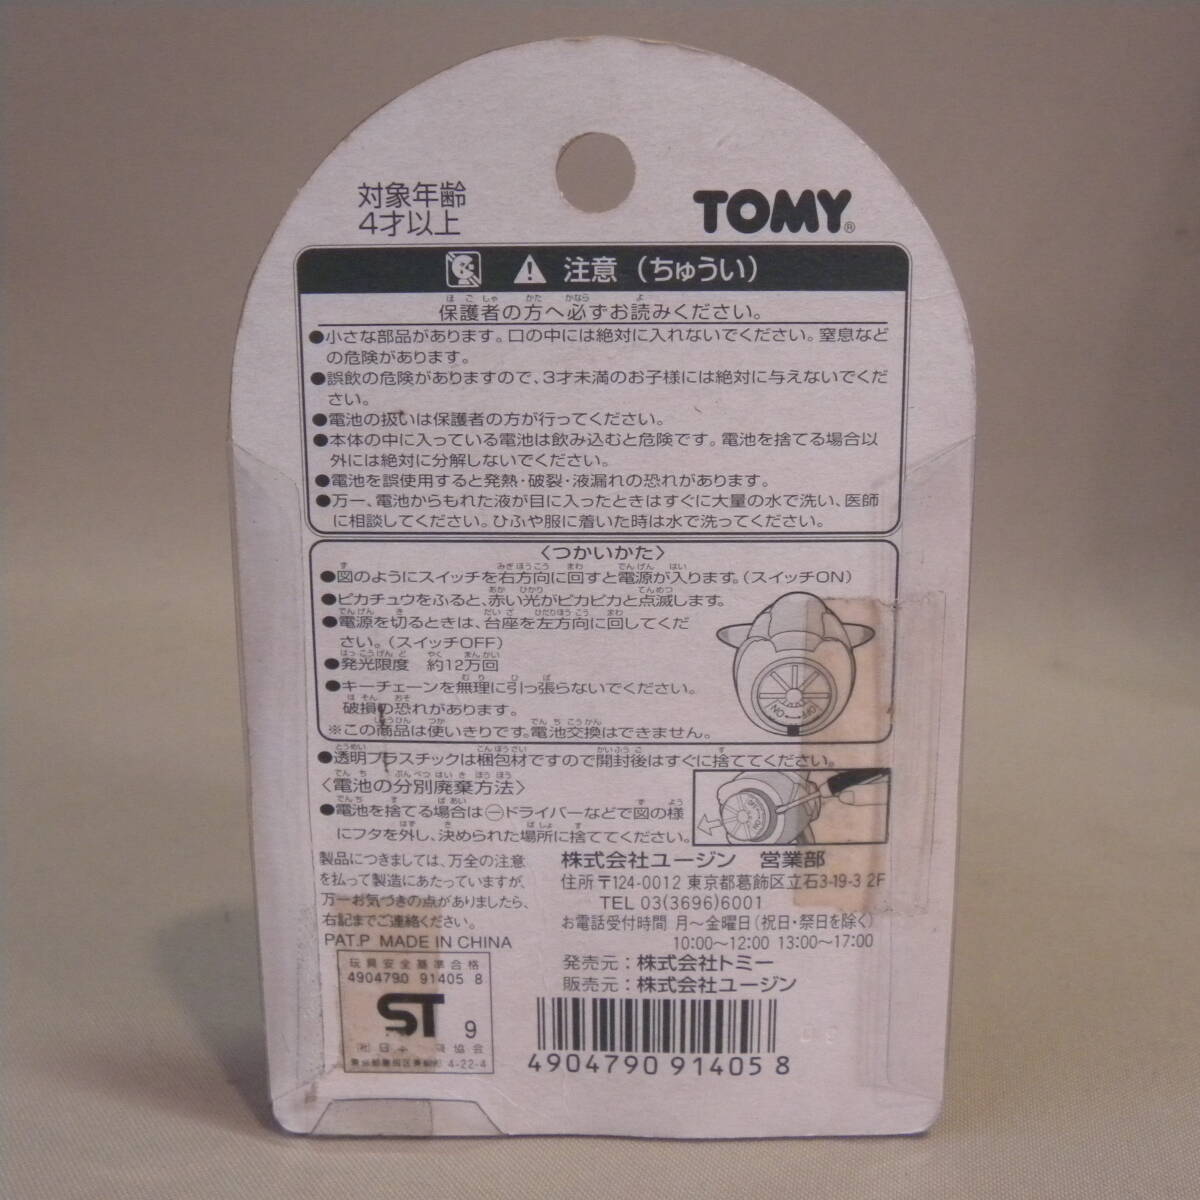 対象年齢
4才以上
TOMY®
注意（ちゅうい）
保護者の方へ必ずお読みください。
●小さな部品があります。口の中には絶対に入れないでください。窒息など
の危険があります。
●誤飲の危険がありますので、3才未満のお子様には絶対に与えないでくだ
さい。
●電池の扱いは保護者の方が行ってください。
●本体の中に入っている電池は飲み込むと危険です。電池を捨てる場合以
外には絶対に分解しないでください。
●電池を誤使用すると発熱・破裂・液漏れの恐れがあります。
●万一、電池からもれた液が目に入ったときはすぐに大量の水で洗い、医師
に相談してください。ひふや服に着いた時は水で洗ってください。
〈つかいかた〉
●図のようにスイッチを右方向に回すと電源が入ります。(スイッチON)
●ピカチュウをふると、赤い光がピカピカと点滅します。
●電源を切るときは、台座を左方向に回してくだ
さい。(スイッチOFF)
●発光限度 約12万回
●キーチェーンを無理に引っ張らないでください。
破損の恐れがあります。
※この商品は使いきりです。電池交換はできません。
ON OFF
●透明プラスチックは梱包材ですので開封後はすぐに捨ててください。
〈電池の分別廃棄方法〉
●電池を捨てる場合は㊀ドライバーなどで図の様
にフタを外し、決められた場所に捨ててください。
製品につきましては、万全の注意
を払って製造にあたっていますが、
万一お気づきの点がありましたら、
右記までご連絡ください。
PAT.P MADE IN CHINA
株式会社ユージン 営業部
住所〒124-0012 東京都葛飾区立石3-19-3 2F
TEL 03(3696)6001
お電話受付時間 月〜金曜日(祝日・祭日を除く)
10:00〜12:00 13:00〜17:00
発売元：株式会社トミー
販売元：株式会社ユージン
玩具安全基準合格
4904790 91405 8
ST 9
協会
4-22-4
4904790 91405 8